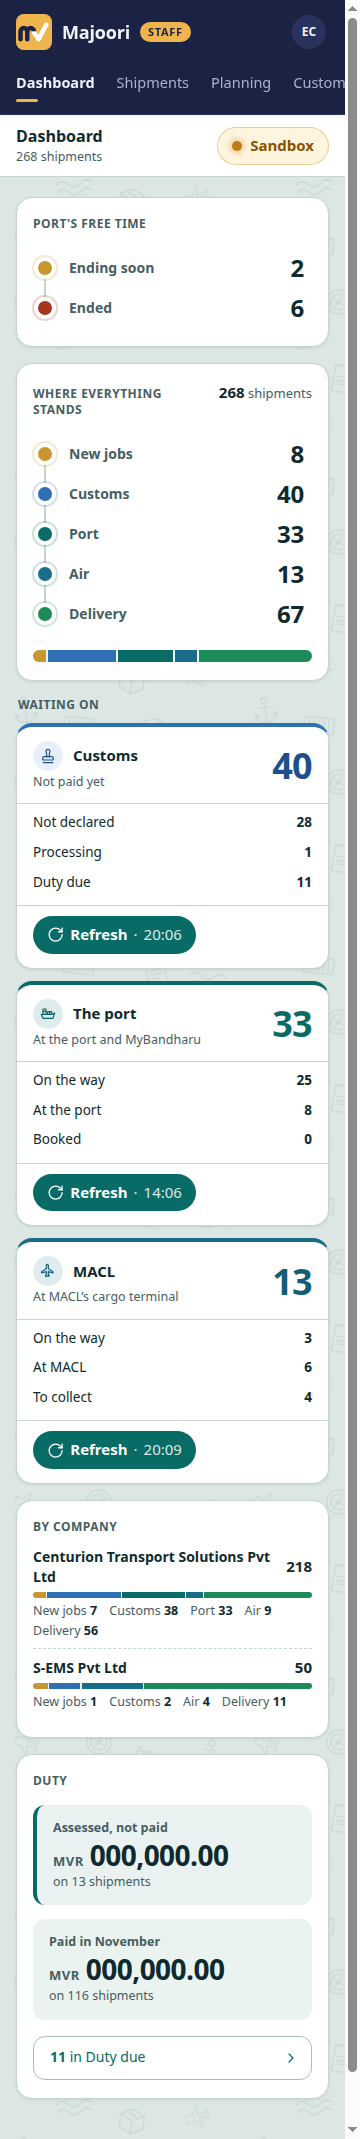 Majoori STAFF EC
Dashboard Shipments Planning Custom
Dashboard
268 shipments
Sandbox
PORT'S FREE TIME
Ending soon 2
Ended 6
WHERE EVERYTHING
STANDS
268 shipments
New jobs 8
Customs 40
Port 33
Air 13
Delivery 67
WAITING ON
Customs 40
Not paid yet
Not declared 28
Processing 1
Duty due 11
Refresh · 20:06
The port 33
At the port and MyBandharu
On the way 25
At the port 8
Booked 0
Refresh · 14:06
MACL 13
At MACL's cargo terminal
On the way 3
At MACL 6
To collect 4
Refresh · 20:09
BY COMPANY
Centurion Transport Solutions Pvt
Ltd
218
New jobs 7 Customs 38 Port 33 Air 9
Delivery 56
S-EMS Pvt Ltd 50
New jobs 1 Customs 2 Air 4 Delivery 11
DUTY
Assessed, not paid
MVR 000,000.00
on 13 shipments
Paid in November
MVR 000,000.00
on 116 shipments
11 in Duty due